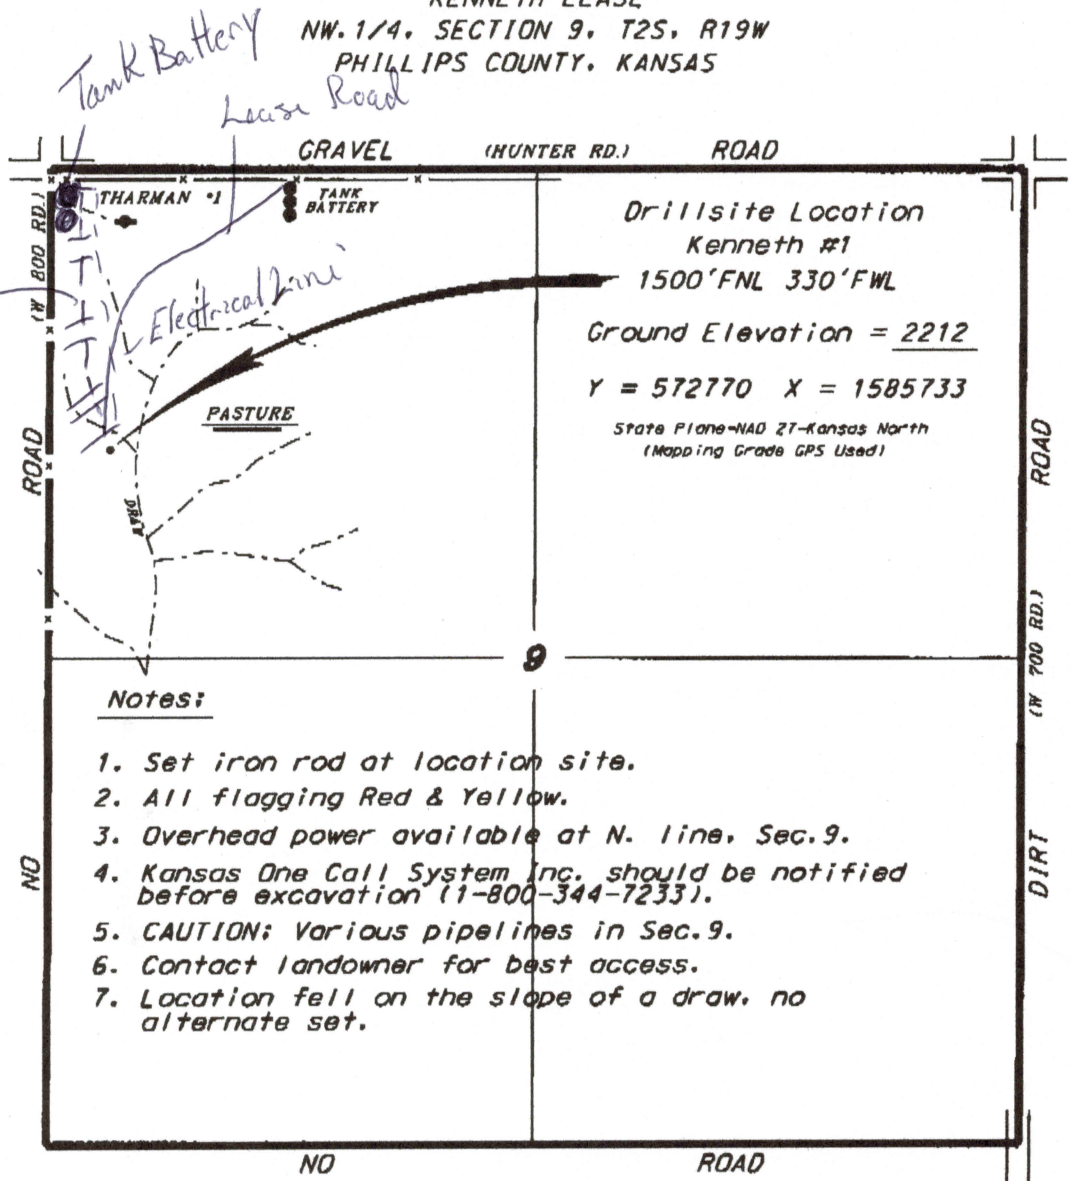 KENNETH LEASE
NW. 1/4, SECTION 9, T2S, R19W
PHILLIPS COUNTY, KANSAS
Tank Battery
Lease Road
GRAVEL (HUNTER RD.) ROAD
THARMAN #1
TANK
BATTERY
(W 800 RD.)
Electrical Line
Drillsite Location
Kenneth #1
1500'FNL 330'FWL
Ground Elevation = 2212
Y = 572770 X = 1585733
State Plane-NAD 27-Kansas North
(Mapping Grade GPS Used)
PASTURE
ROAD
ROAD
DRAW
(W 700 RD.)
9
Notes:
1. Set iron rod at location site.
2. All flagging Red & Yellow.
3. Overhead power available at N. line, Sec.9.
4. Kansas One Call System Inc. should be notified
before excavation (1-800-344-7233).
5. CAUTION: Various pipelines in Sec.9.
6. Contact landowner for best access.
7. Location fell on the slope of a draw, no
alternate set.
NO
DIRT
NO ROAD